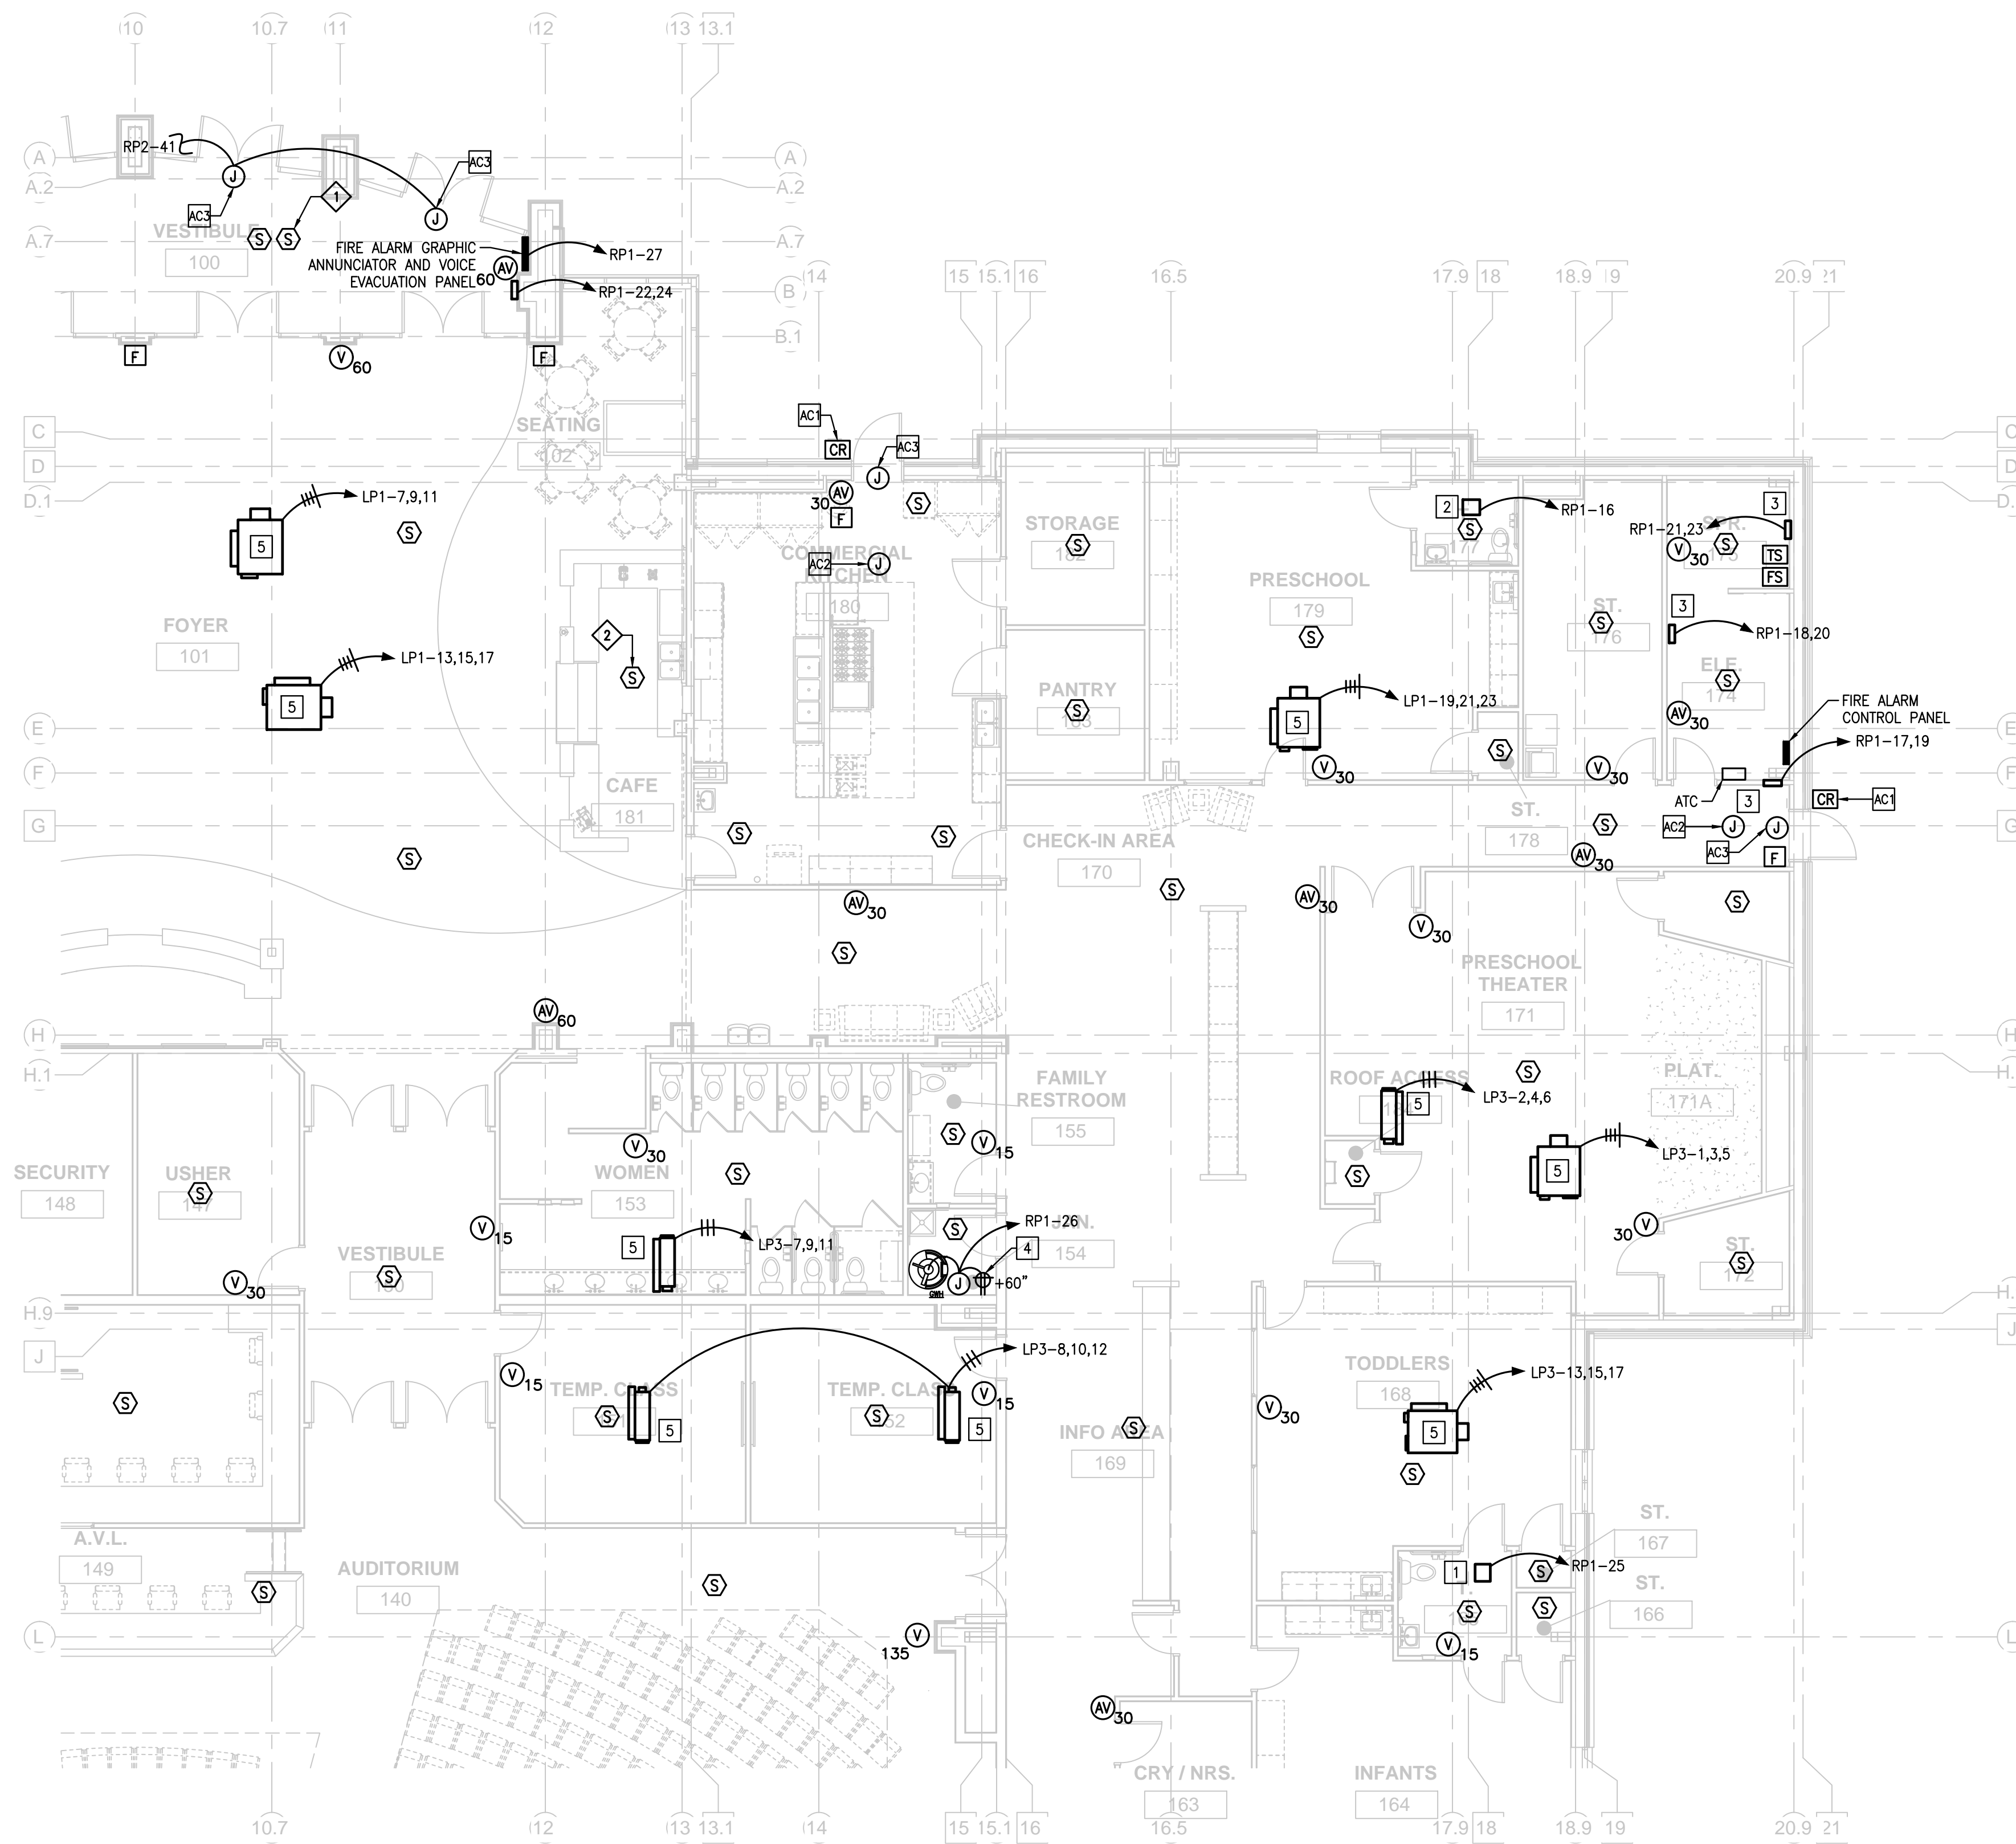 10
10.7
11
12
13
13.1
A
RP2-41
J
AC3
A
A.2
1
A.2
AC3
J
VESTIBULE
100
S
S
A.7
A.7
FIRE ALARM GRAPHIC
ANNUNCIATOR AND VOICE
EVACUATION PANEL
RP1-27
AV
60
RP1-22,24
B
14
15
15.1
16
16.5
17.9
18
18.9
19
20.9
21
B.1
F
V
60
F
C
SEATING
102
AC1
CR
AC3
J
C
D
D
D.1
LP1-7,9,11
5
S
AV
30
F
S
STORAGE
182
S
2
RP1-16
S
177
3
RP1-21,23
SPR.
175
S
V
30
TS
FS
COMMERCIAL
KITCHEN
180
AC2
J
PRESCHOOL
179
S
FOYER
101
2
S
ST.
176
S
3
RP1-18,20
LP1-13,15,17
5
PANTRY
183
S
LP1-19,21,23
5
ELE.
174
S
AV
30
FIRE ALARM
CONTROL PANEL
RP1-17,19
E
E
F
V
30
S
V
30
F
CAFE
181
ATC
3
CR
AC1
G
S
S
S
CHECK-IN AREA
170
ST.
178
S
AC2
J
J
AC3
F
G
S
AV
30
AV
30
AV
30
V
30
S
S
PRESCHOOL
THEATER
171
AV
60
H
H
H.1
FAMILY
RESTROOM
155
ROOF ACCESS
S
PLAT.
171A
LP3-2,4,6
5
S
V
15
V
30
WOMEN
153
S
SECURITY
148
USHER
147
S
LP3-1,3,5
5
S
V
15
RP1-26
JAN.
154
S
4
J
+60"
GWH
V
30
ST.
172
S
VESTIBULE
S
V
30
5
LP3-7,9,11
H.9
J
J
LP3-8,10,12
TODDLERS
168
LP3-13,15,17
V
15
TEMP. CLASS
S
5
TEMP. CLASS
S
V
15
5
S
INFO AREA
169
S
V
30
5
S
A.V.L.
149
AUDITORIUM
140
S
S
ST.
167
1
RP1-25
S
ST.
166
S
S
V
15
L
V
135
L
AV
30
CRY / NRS.
163
INFANTS
164
10.7
12
13
13.1
14
15
15.1
16
16.5
17.9
18
18.9
19
20.9
21